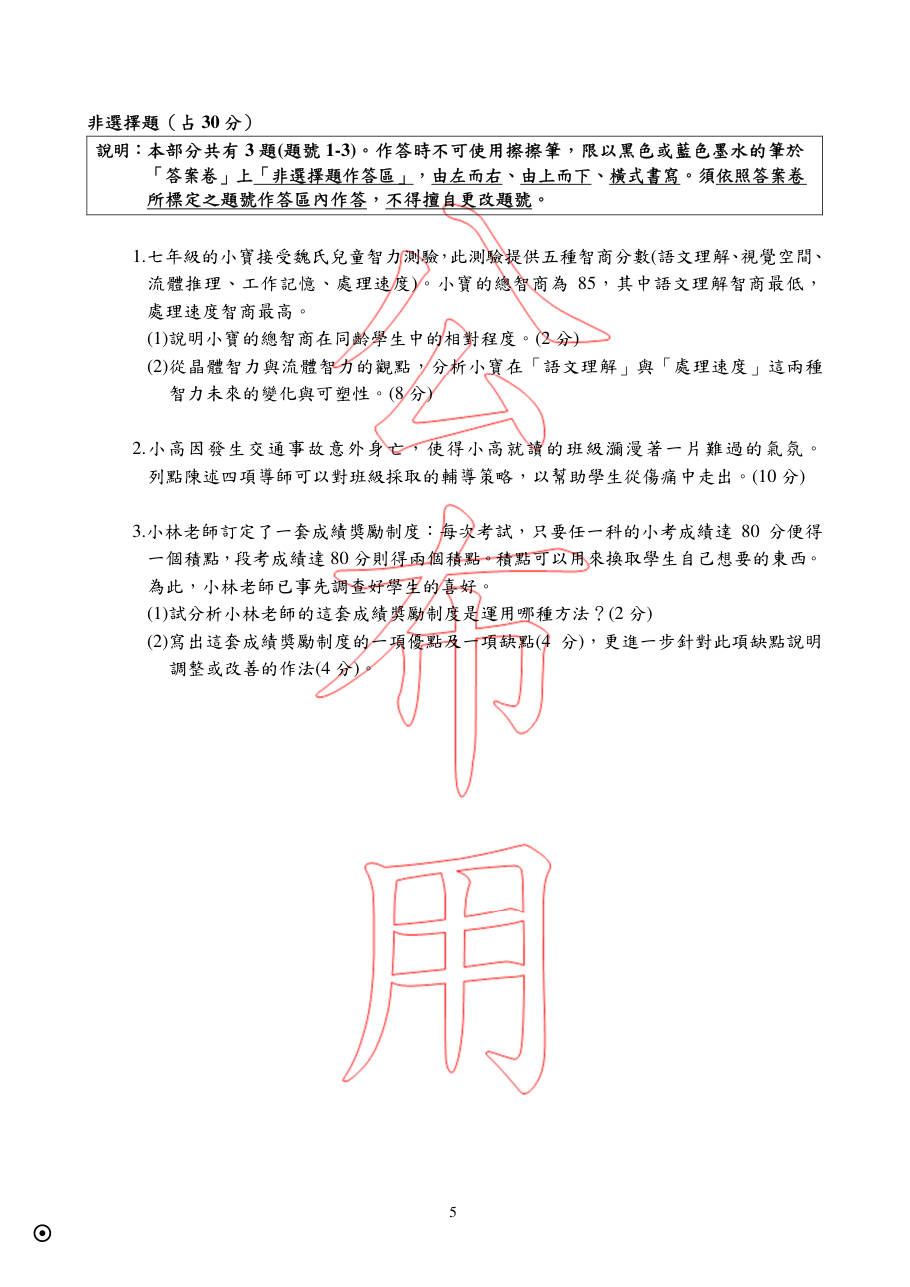 非選擇題（占 30 分）
說明：本部分共有 3 題(題號 1-3)。作答時不可使用擦擦筆，限以黑色或藍色墨水的筆於
「答案卷」上「非選擇題作答區」，由左而右、由上而下、橫式書寫。須依照答案卷
所標定之題號作答區內作答，不得擅自更改題號。
1.七年級的小寶接受魏氏兒童智力測驗，此測驗提供五種智商分數(語文理解、視覺空間、
流體推理、工作記憶、處理速度)。小寶的總智商為 85，其中語文理解智商最低，
處理速度智商最高。
(1)說明小寶的總智商在同齡學生中的相對程度。(2 分)
(2)從晶體智力與流體智力的觀點，分析小寶在「語文理解」與「處理速度」這兩種
智力未來的變化與可塑性。(8 分)
2.小高因發生交通事故意外身亡，使得小高就讀的班級瀰漫著一片難過的氣氛。
列點陳述四項導師可以對班級採取的輔導策略，以幫助學生從傷痛中走出。(10 分)
3.小林老師訂定了一套成績獎勵制度：每次考試，只要任一科的小考成績達 80 分便得
一個積點，段考成績達 80 分則得兩個積點。積點可以用來換取學生自己想要的東西。
為此，小林老師已事先調查好學生的喜好。
(1)試分析小林老師的這套成績獎勵制度是運用哪種方法？(2 分)
(2)寫出這套成績獎勵制度的一項優點及一項缺點(4 分)，更進一步針對此項缺點說明
調整或改善的作法(4 分)。
公
布
用
5